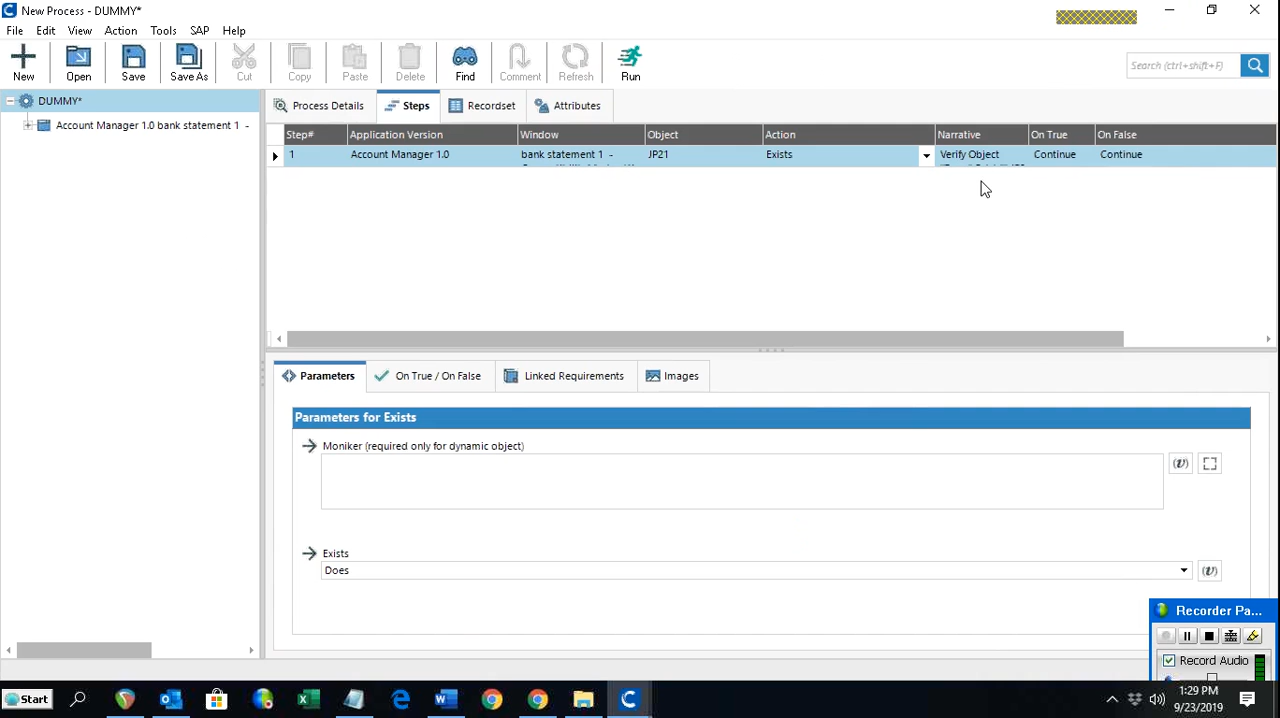 New Process - DUMMY*
File Edit View Action Tools SAP Help
New Open Save Save As Cut Copy Paste Delete Find Comment Refresh Run
Search (ctrl+shift+F)
DUMMY*
Account Manager 1.0 bank statement 1 -
Process Details Steps Recordset Attributes
Step# Application Version Window Object Action Narrative On True On False
1 Account Manager 1.0 bank statement 1 - JP21 Exists Verify Object Continue Continue
Parameters On True / On False Linked Requirements Images
Parameters for Exists
Moniker (required only for dynamic object)
(v)
Exists
Does
(v)
Recorder Pa...
Record Audio
Start
1:29 PM
9/23/2019